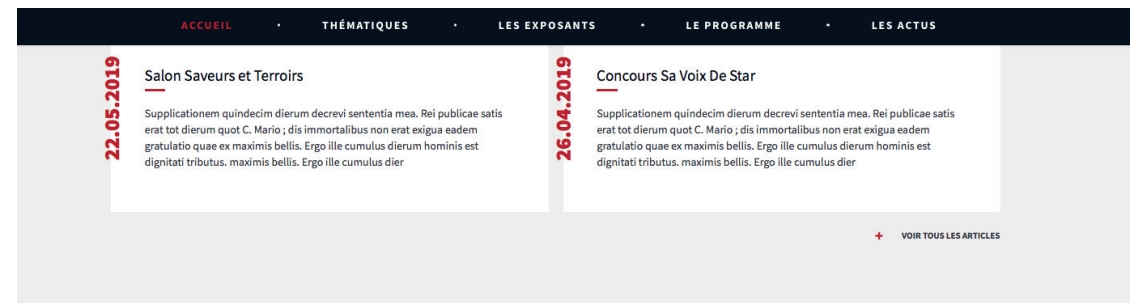 ACCUEIL • THÉMATIQUES • LES EXPOSANTS • LE PROGRAMME • LES ACTUS
22.05.2019
Salon Saveurs et Terroirs
Supplicationem quindecim dierum decrevi sententia mea. Rei publicae satis
erat tot dierum quot C. Mario ; dis immortalibus non erat exigua eadem
gratulatio quae ex maximis bellis. Ergo ille cumulus dierum hominis est
dignitati tributus. maximis bellis. Ergo ille cumulus dier
26.04.2019
Concours Sa Voix De Star
Supplicationem quindecim dierum decrevi sententia mea. Rei publicae satis
erat tot dierum quot C. Mario ; dis immortalibus non erat exigua eadem
gratulatio quae ex maximis bellis. Ergo ille cumulus dierum hominis est
dignitati tributus. maximis bellis. Ergo ille cumulus dier
+ VOIR TOUS LES ARTICLES